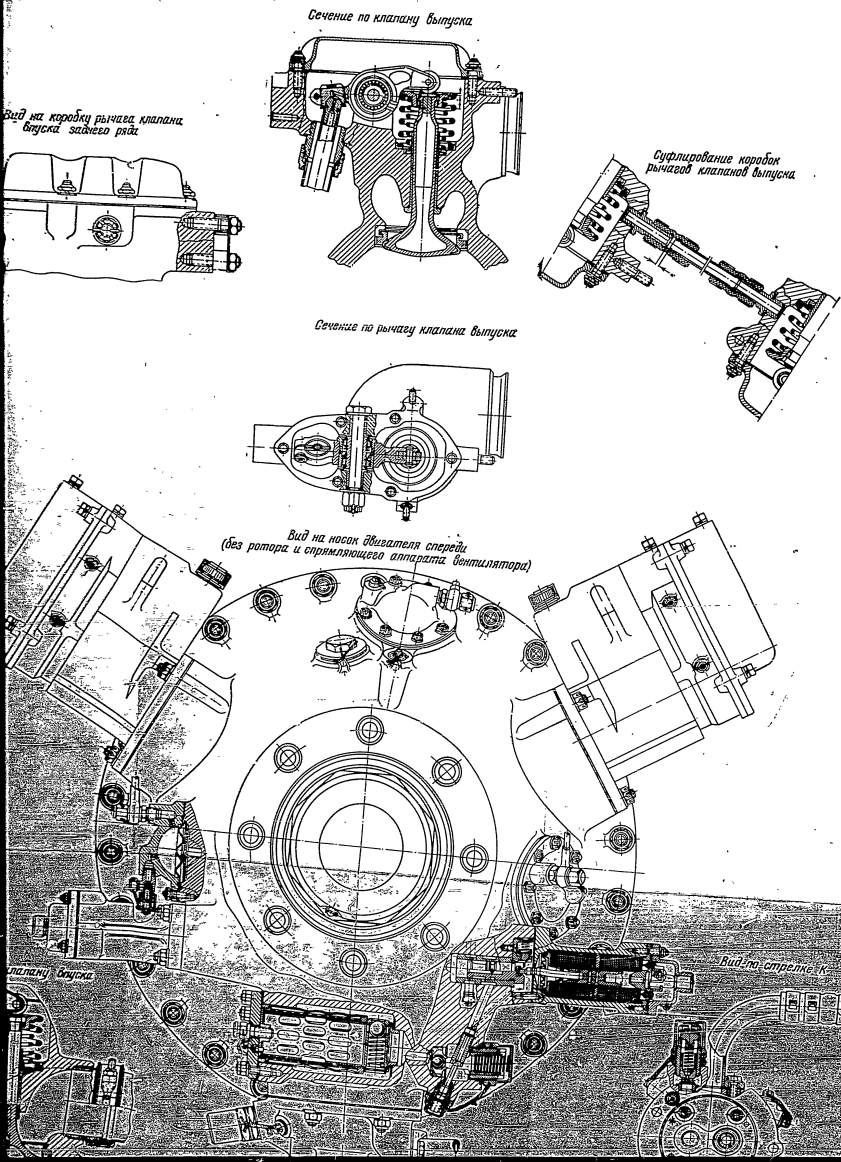 Сечение по клапану выпуска
Вид на коробку рычага клапана
впуска заднего ряда
Суфлирование коробок
рычагов клапанов выпуска
Сечение по рычагу клапана выпуска
Вид на носок двигателя спереди
(без ротора и спрямляющего аппарата вентилятора)
клапану впуска
Вид по стрелке К